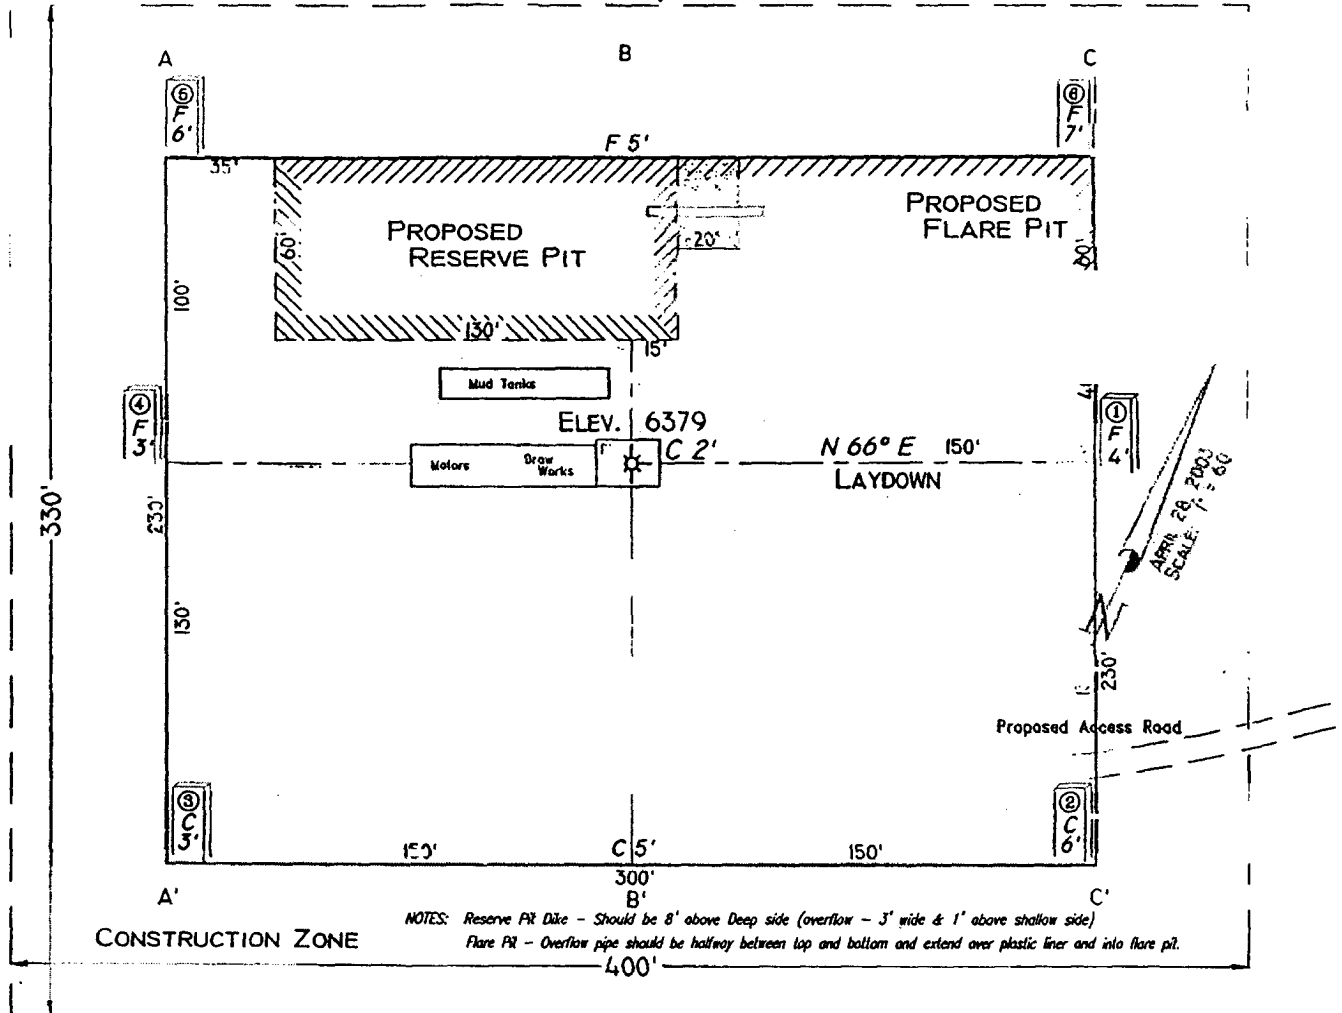 A
B
C
⑤
F
6'
⑥
F
7'
F 5'
35'
PROPOSED
RESERVE PIT
60'
20'
PROPOSED
FLARE PIT
60'
100'
130'
15'
Mud Tanks
④
F
3'
①
F
4'
ELEV. 6379
C 2'
N 66° E 150'
LAYDOWN
Motors
Draw
Works
330'
230'
APRIL 28, 2003
SCALE: 1" = 60'
130'
230'
Proposed Access Road
③
C
3'
②
C
6'
150'
C 5'
150'
300'
A'
B'
C'
NOTES: Reserve Pit Dike - Should be 8' above Deep side (overflow - 3' wide & 1' above shallow side)
Flare Pit - Overflow pipe should be halfway between top and bottom and extend over plastic liner and into flare pit.
CONSTRUCTION ZONE
400'